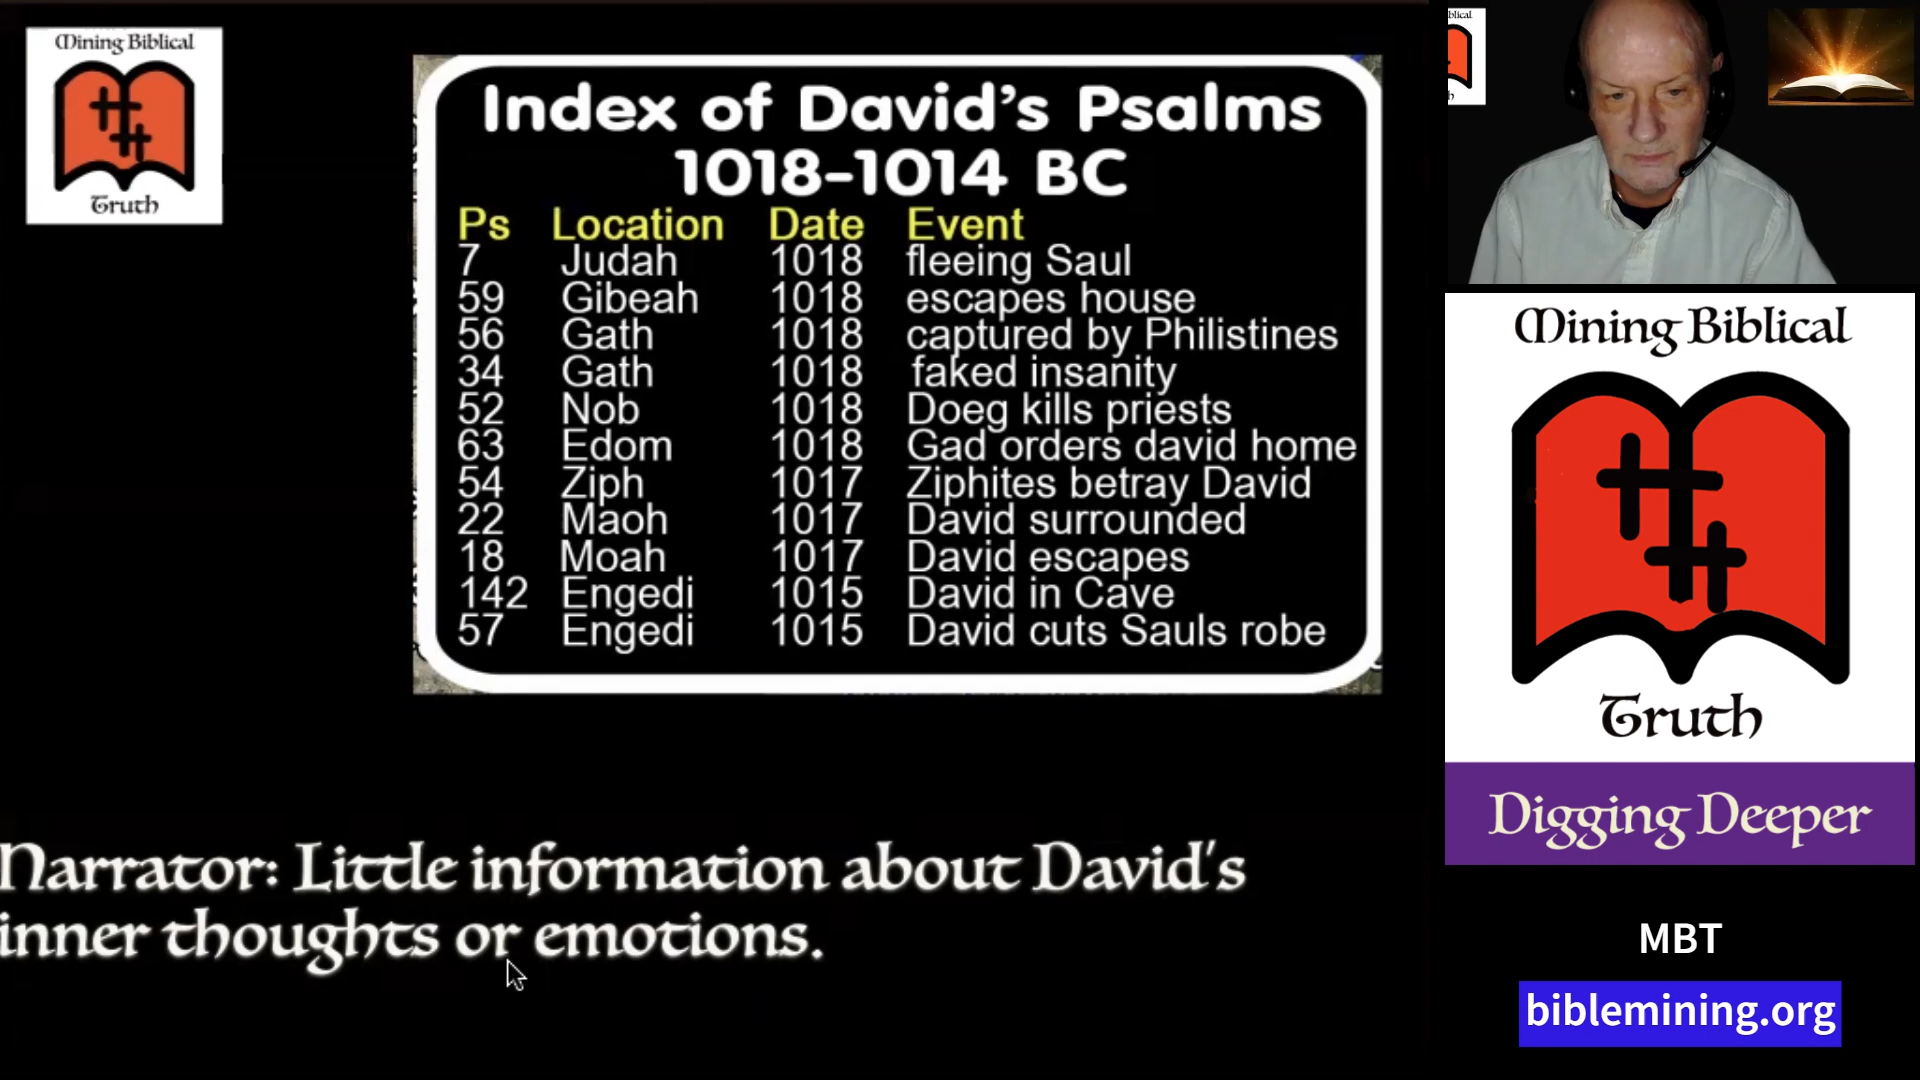 Mining Biblical
Truth
Index of David's Psalms
1018-1014 BC
Ps Location Date Event
7 Judah 1018 fleeing Saul
59 Gibeah 1018 escapes house
56 Gath 1018 captured by Philistines
34 Gath 1018 faked insanity
52 Nob 1018 Doeg kills priests
63 Edom 1018 Gad orders david home
54 Ziph 1017 Ziphites betray David
22 Maoh 1017 David surrounded
18 Moah 1017 David escapes
142 Engedi 1015 David in Cave
57 Engedi 1015 David cuts Sauls robe
Narrator: Little information about David's
inner thoughts or emotions.
Mining Biblical
Truth
Digging Deeper
MBT
biblemining.org